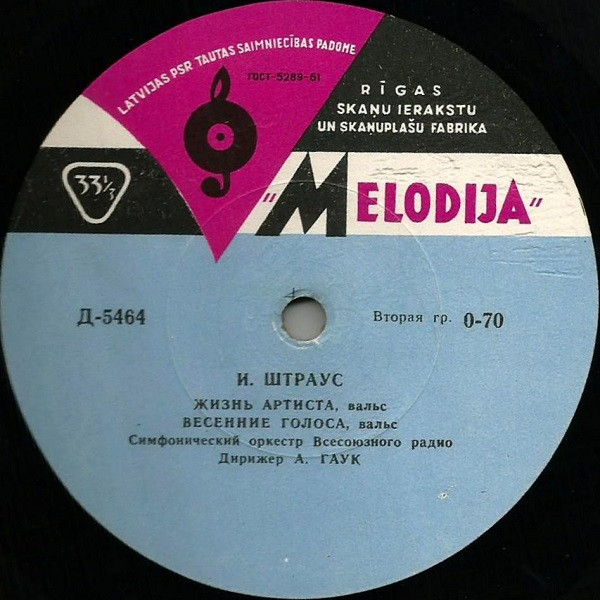 LATVIJAS PSR TAUTAS SAIMNIECĪBAS PADOME
ГОСТ-5289-61
RĪGAS
SKAŅU IERAKSTU
UN SKAŅUPLAŠU FABRIKA
33⅓
"MELODIJA"
Д-5464
Вторая гр. 0-70
И. ШТРАУС
ЖИЗНЬ АРТИСТА, вальс
ВЕСЕННИЕ ГОЛОСА, вальс
Симфонический оркестр Всесоюзного радио
Дирижер А. ГАУК